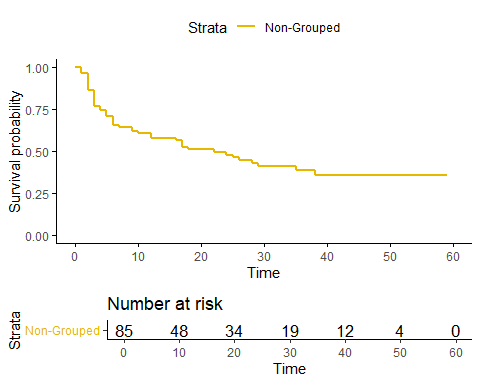 Strata Non-Grouped
1.00
0.75
0.50
0.25
0.00
Survival probability
0 10 20 30 40 50 60
Time
Number at risk
Strata
Non-Grouped 85 48 34 19 12 4 0
0 10 20 30 40 50 60
Time